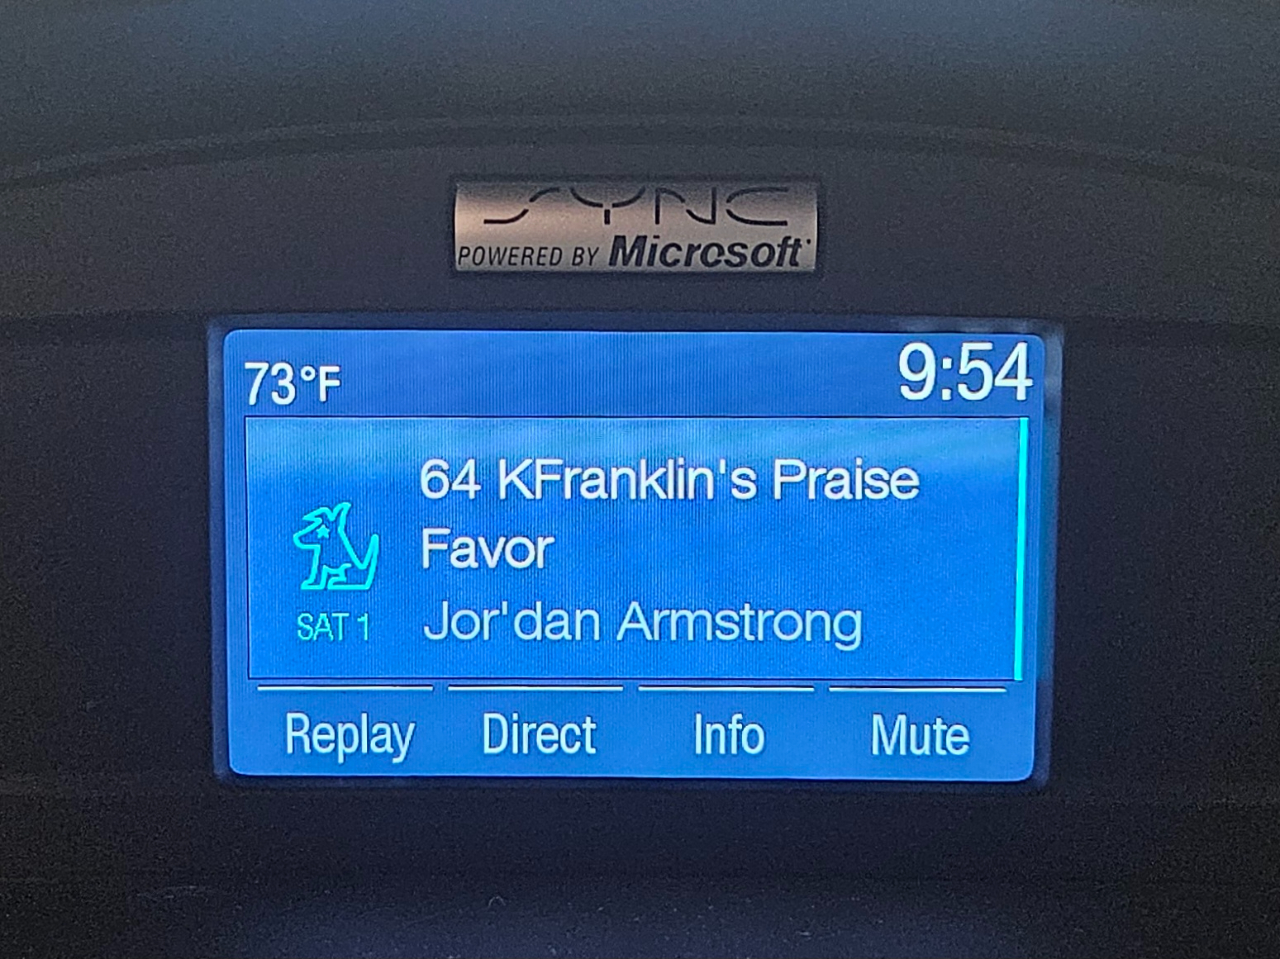 SYNC
POWERED BY Microsoft
73°F
9:54
64 KFranklin's Praise
Favor
Jor'dan Armstrong
SAT 1
Replay
Direct
Info
Mute